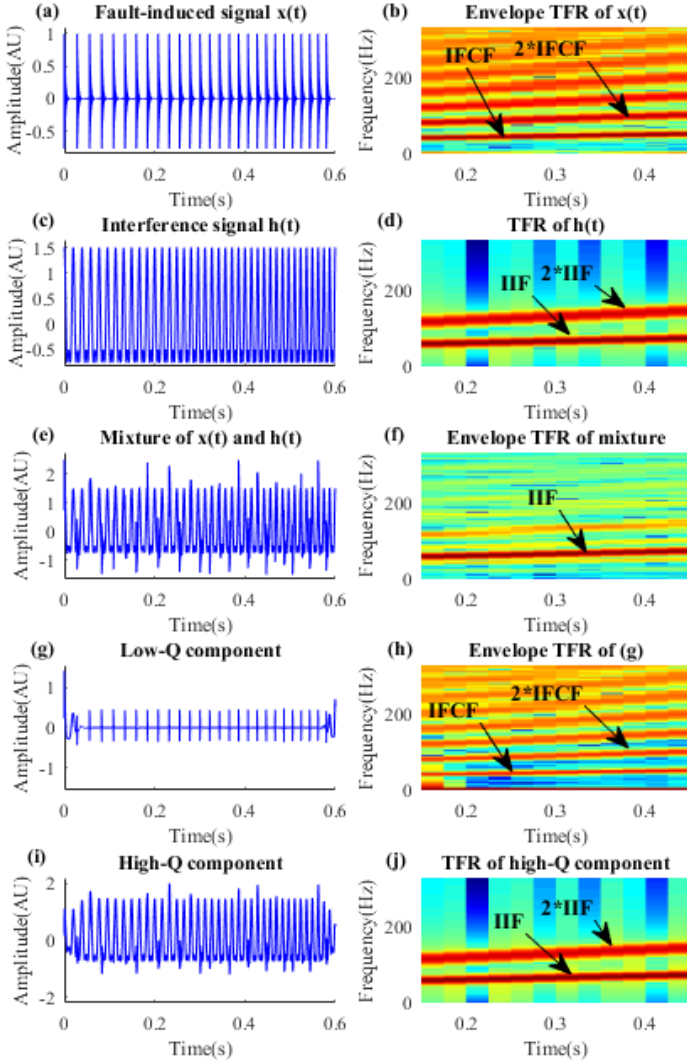 (a) Fault-induced signal x(t)
Amplitude(AU)
1
0.5
0
-0.5
0 0.2 0.4 0.6
Time(s)
(b) Envelope TFR of x(t)
Frequency(Hz)
200
0
IFCF
2*IFCF
0.2 0.3 0.4
Time(s)
(c) Interference signal h(t)
Amplitude(AU)
1.5
1
0.5
0
-0.5
0 0.2 0.4 0.6
Time(s)
(d) TFR of h(t)
Frequency(Hz)
200
0
IIF
2*IIF
0.2 0.3 0.4
Time(s)
(e) Mixture of x(t) and h(t)
Amplitude(AU)
2
1
0
-1
0 0.2 0.4 0.6
Time(s)
(f) Envelope TFR of mixture
Frequency(Hz)
200
0
IIF
0.2 0.3 0.4
Time(s)
(g) Low-Q component
Amplitude(AU)
1
0
-1
0 0.2 0.4 0.6
Time(s)
(h) Envelope TFR of (g)
Frequency(Hz)
200
0
IFCF
2*IFCF
0.2 0.3 0.4
Time(s)
(i) High-Q component
Amplitude(AU)
2
0
-2
0 0.2 0.4 0.6
Time(s)
(j) TFR of high-Q component
Frequency(Hz)
200
0
IIF
2*IIF
0.2 0.3 0.4
Time(s)